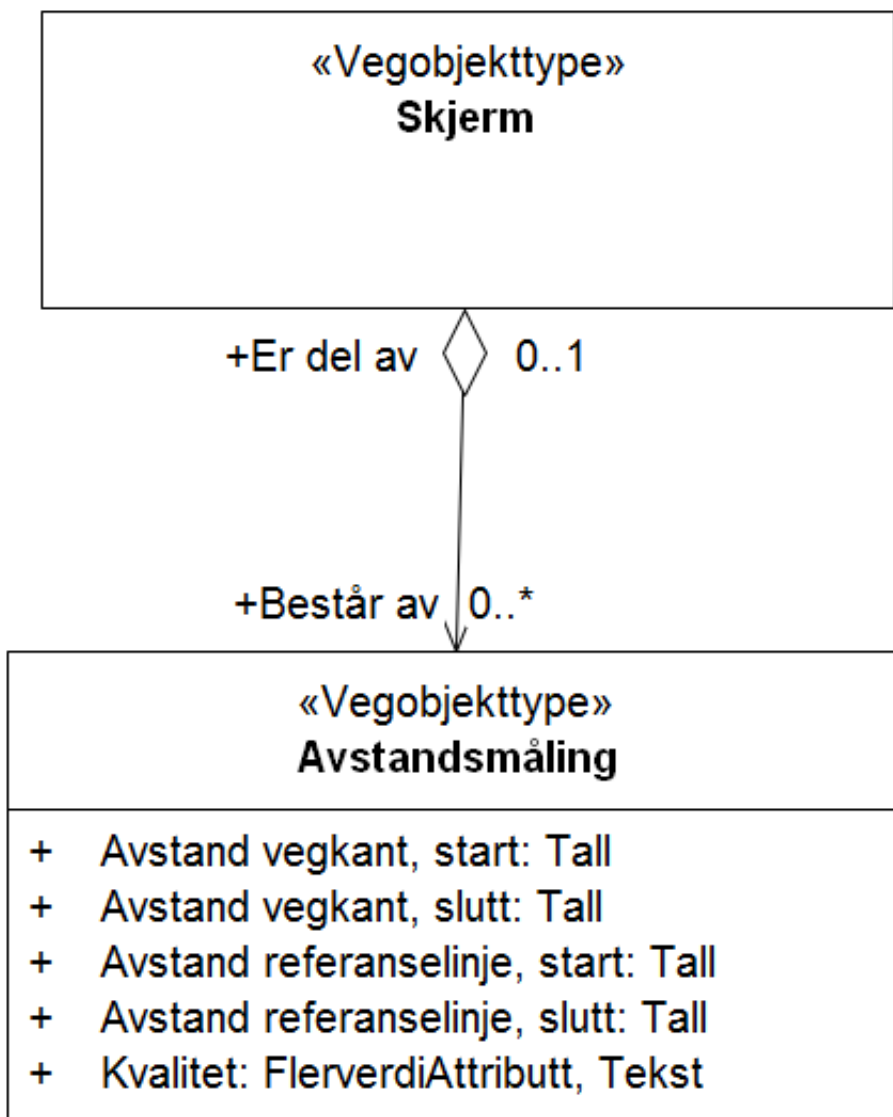 «Vegobjekttype»
Skjerm
+Er del av 0..1
+Består av 0..*
«Vegobjekttype»
Avstandsmåling
+ Avstand vegkant, start: Tall
+ Avstand vegkant, slutt: Tall
+ Avstand referanselinje, start: Tall
+ Avstand referanselinje, slutt: Tall
+ Kvalitet: FlerverdiAttributt, Tekst